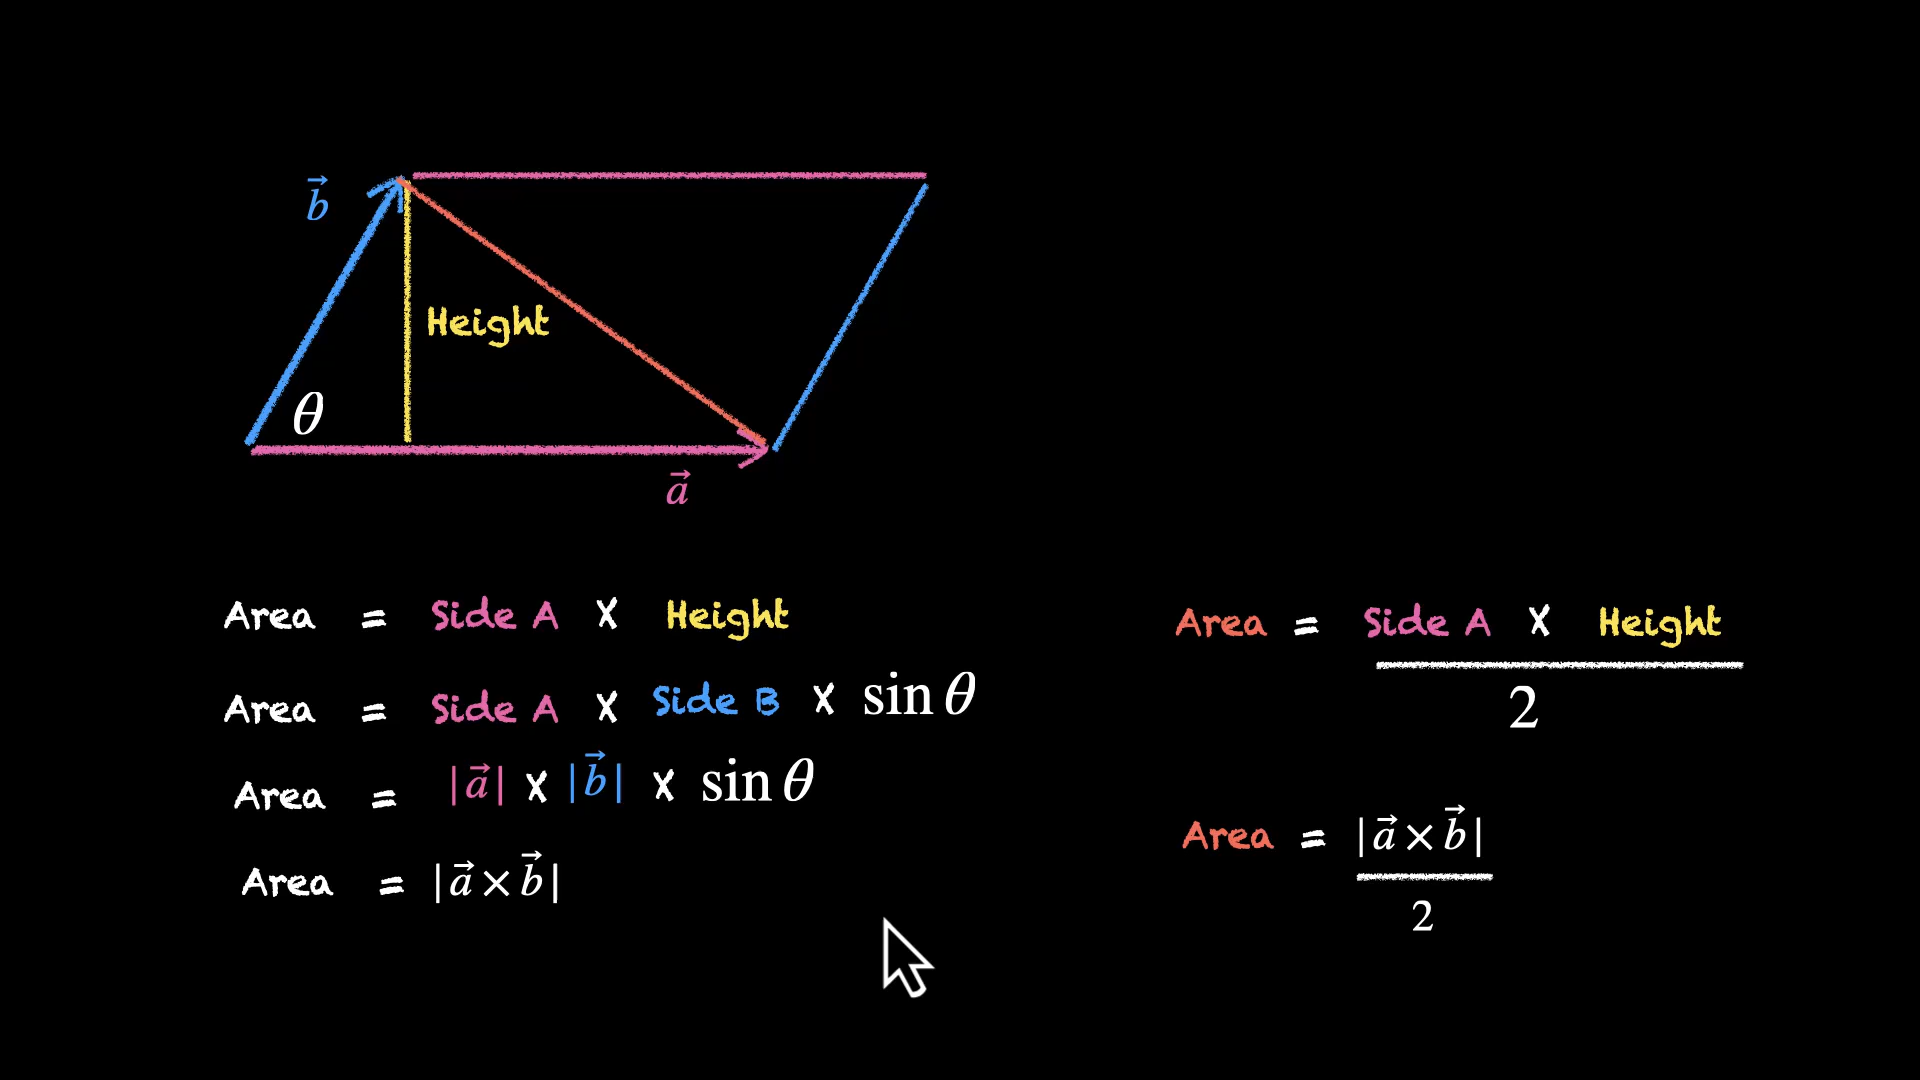 b⃗
Height
θ
a⃗
Area = Side A X Height
Area = Side A X Side B X sin θ
Area = |a⃗| X |b⃗| X sin θ
Area = |a⃗ × b⃗|
Area = Side A X Height
2
Area = |a⃗ × b⃗|
2